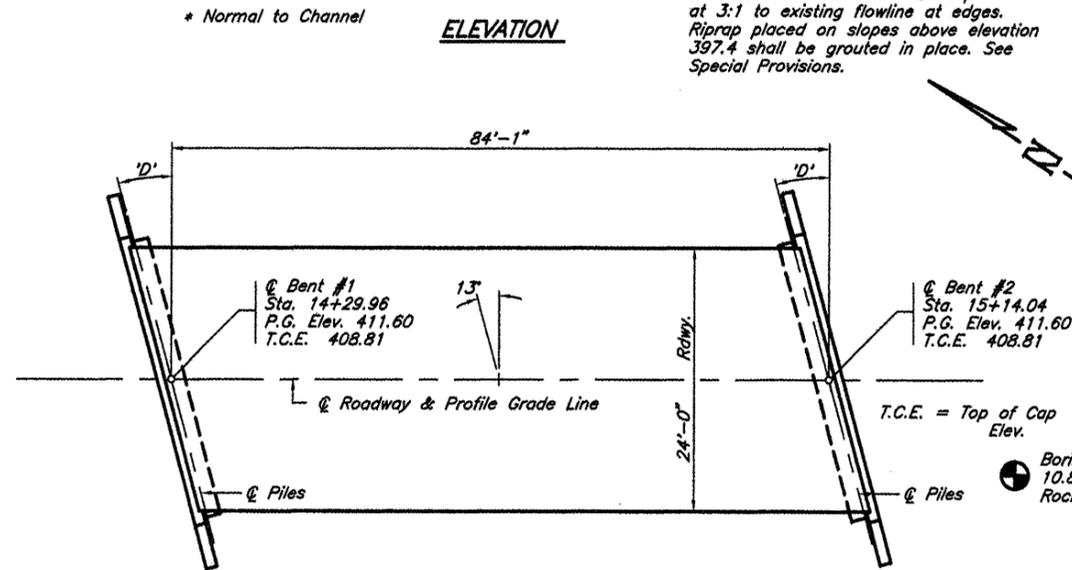 * Normal to Channel
ELEVATION
at 3:1 to existing flowline at edges.
Riprap placed on slopes above elevation
397.4 shall be grouted in place. See
Special Provisions.
N
84'-1"
'D'
'D'
℄ Bent #1
Sta. 14+29.96
P.G. Elev. 411.60
T.C.E. 408.81
13°
Rdwy.
24'-0"
℄ Bent #2
Sta. 15+14.04
P.G. Elev. 411.60
T.C.E. 408.81
℄ Roadway & Profile Grade Line
T.C.E. = Top of Cap
Elev.
℄ Piles
℄ Piles
10.8